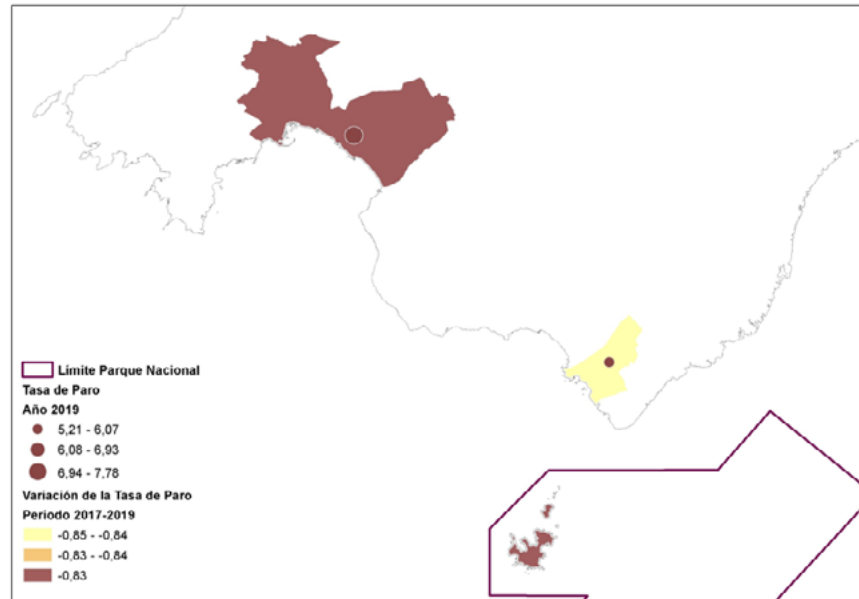 Límite Parque Nacional
Tasa de Paro
Año 2019
5,21 - 6,07
6,08 - 6,93
6,94 - 7,78
Variación de la Tasa de Paro
Periodo 2017-2019
-0,85 - -0,84
-0,83 - -0,84
-0,83